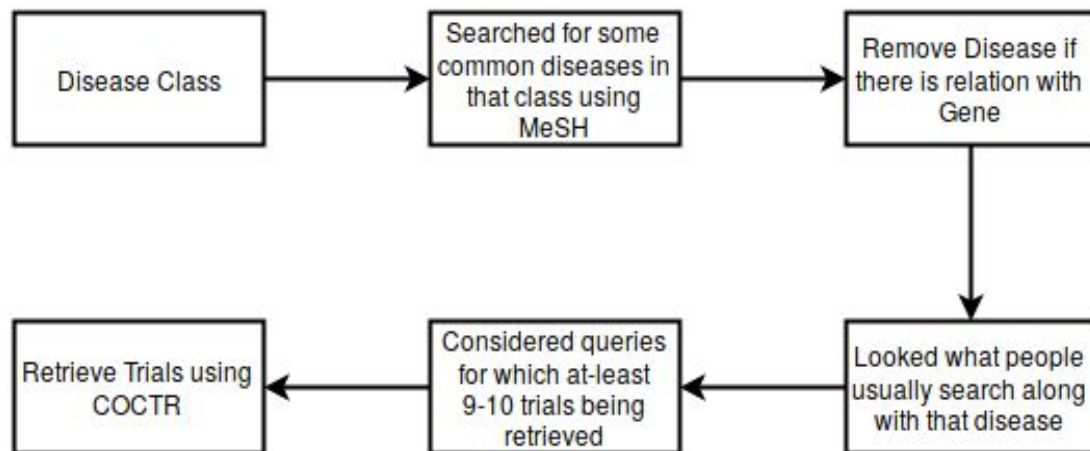 Disease Class
Searched for some
common diseases in
that class using
MeSH
Remove Disease if
there is relation with
Gene
Looked what people
usually search along
with that disease
Considered queries
for which at-least
9-10 trials being
retrieved
Retrieve Trials using
COCTR